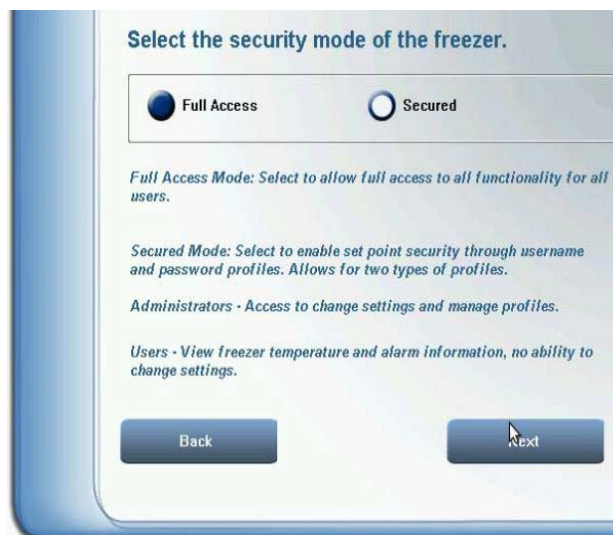 Select the security mode of the freezer.
Full Access Secured
Full Access Mode: Select to allow full access to all functionality for all
users.
Secured Mode: Select to enable set point security through username
and password profiles. Allows for two types of profiles.
Administrators - Access to change settings and manage profiles.
Users - View freezer temperature and alarm information, no ability to
change settings.
Back Next